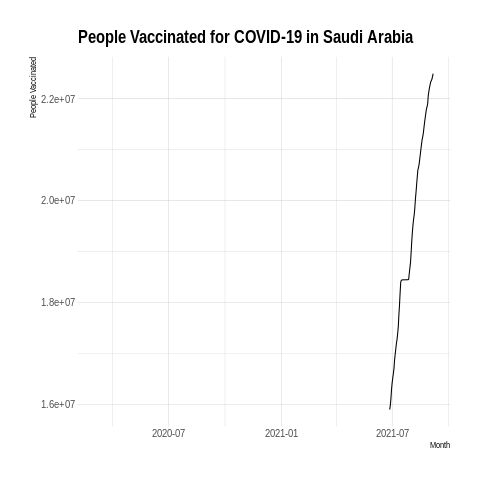 People Vaccinated for COVID-19 in Saudi Arabia
People Vaccinated
2.2e+07
2.0e+07
1.8e+07
1.6e+07
2020-07
2021-01
2021-07
Month